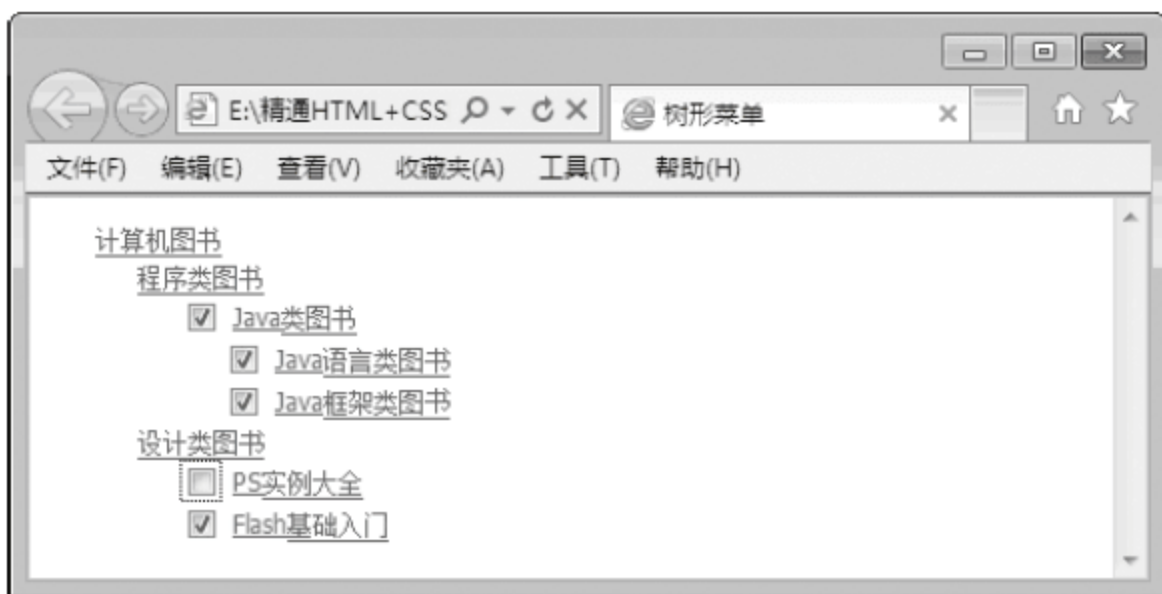 E:\精通HTML+CSS 树形菜单
文件(F) 编辑(E) 查看(V) 收藏夹(A) 工具(T) 帮助(H)
计算机图书
程序类图书
Java类图书
Java语言类图书
Java框架类图书
设计类图书
PS实例大全
Flash基础入门